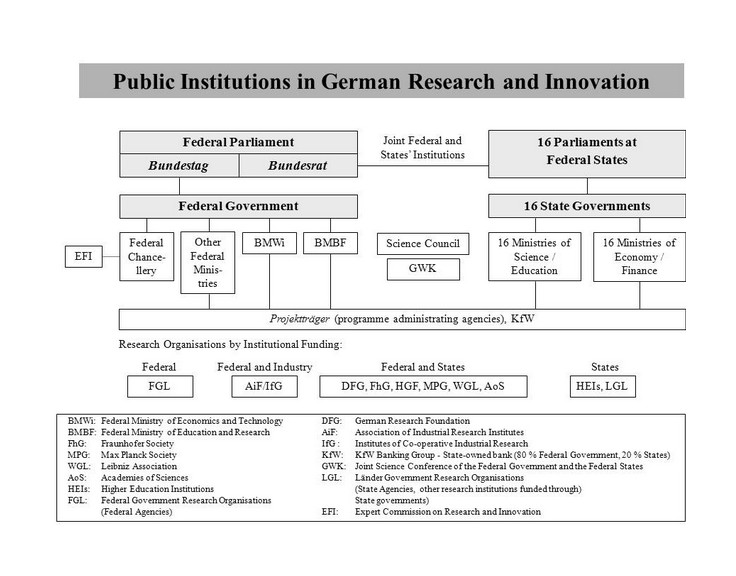 Public Institutions in German Research and Innovation
Federal Parliament
Bundestag
Bundesrat
Joint Federal and
States' Institutions
16 Parliaments at
Federal States
Federal Government
16 State Governments
EFI
Federal
Chance-
llery
Other
Federal
Minis-
tries
BMWi
BMBF
Science Council
GWK
16 Ministries of
Science /
Education
16 Ministries of
Economy /
Finance
Projektträger (programme administrating agencies), KfW
Research Organisations by Institutional Funding:
Federal
Federal and Industry
Federal and States
States
FGL
AiF/IfG
DFG, FhG, HGF, MPG, WGL, AoS
HEIs, LGL
BMWi: Federal Ministry of Economics and Technology
BMBF: Federal Ministry of Education and Research
FhG: Fraunhofer Society
MPG: Max Planck Society
WGL: Leibniz Association
AoS: Academies of Sciences
HEIs: Higher Education Institutions
FGL: Federal Government Research Organisations
(Federal Agencies)
DFG: German Research Foundation
AiF: Association of Industrial Research Institutes
IfG : Institutes of Co-operative Industrial Research
KfW: KfW Banking Group - State-owned bank (80 % Federal Government, 20 % States)
GWK: Joint Science Conference of the Federal Government and the Federal States
LGL: Länder Government Research Organisations
(State Agencies, other research institutions funded through)
State governments)
EFI: Expert Commission on Research and Innovation